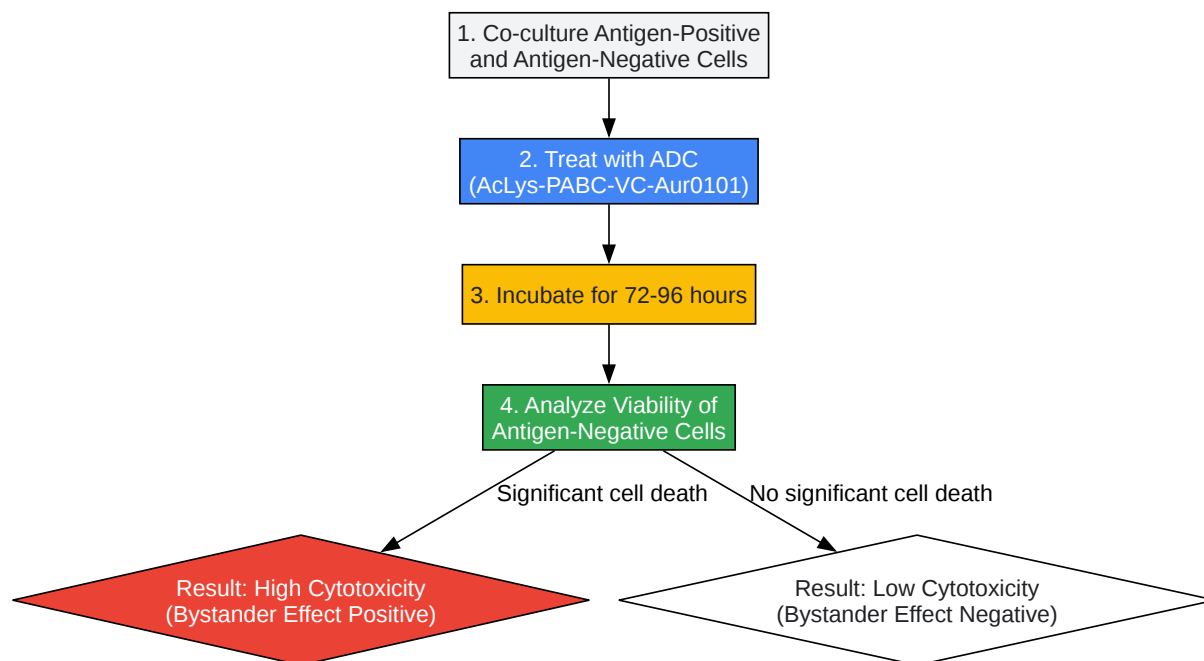 1. Co-culture Antigen-Positive
and Antigen-Negative Cells
2. Treat with ADC
(AcLys-PABC-VC-Aur0101)
3. Incubate for 72-96 hours
4. Analyze Viability of
Antigen-Negative Cells
Significant cell death
No significant cell death
Result: High Cytotoxicity
(Bystander Effect Positive)
Result: Low Cytotoxicity
(Bystander Effect Negative)